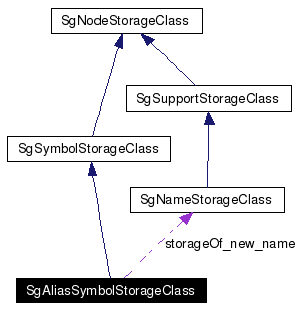 SgNodeStorageClass
SgSupportStorageClass
SgSymbolStorageClass
SgNameStorageClass
storageOf_new_name
SgAliasSymbolStorageClass